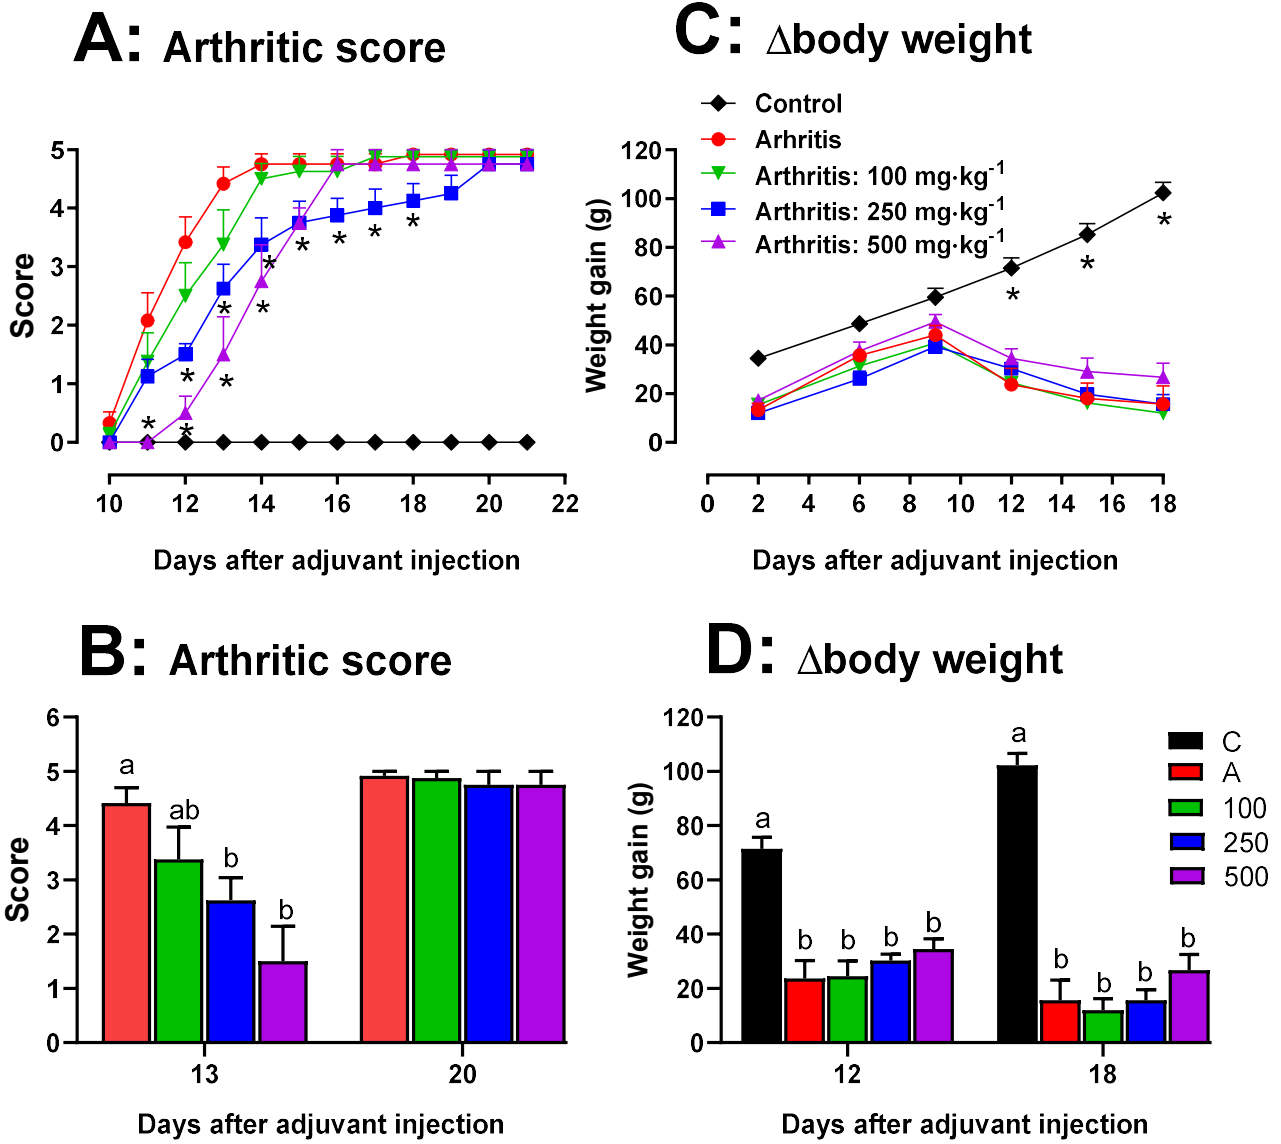 A: Arthritic score
5
4
3
2
1
0
Score
* * * * * * * * * * * *
10 12 14 16 18 20 22
Days after adjuvant injection
C: Δbody weight
Control
Arhritis
Arthritis: 100 mg·kg-1
Arthritis: 250 mg·kg-1
Arthritis: 500 mg·kg-1
120
100
80
60
40
20
0
Weight gain (g)
* * *
0 2 4 6 8 10 12 14 16 18
Days after adjuvant injection
B: Arthritic score
6
5
4
3
2
1
0
Score
a ab b b
13 20
Days after adjuvant injection
D: Δbody weight
120
100
80
60
40
20
0
Weight gain (g)
a b b b b a b b b b
C
A
100
250
500
12 18
Days after adjuvant injection